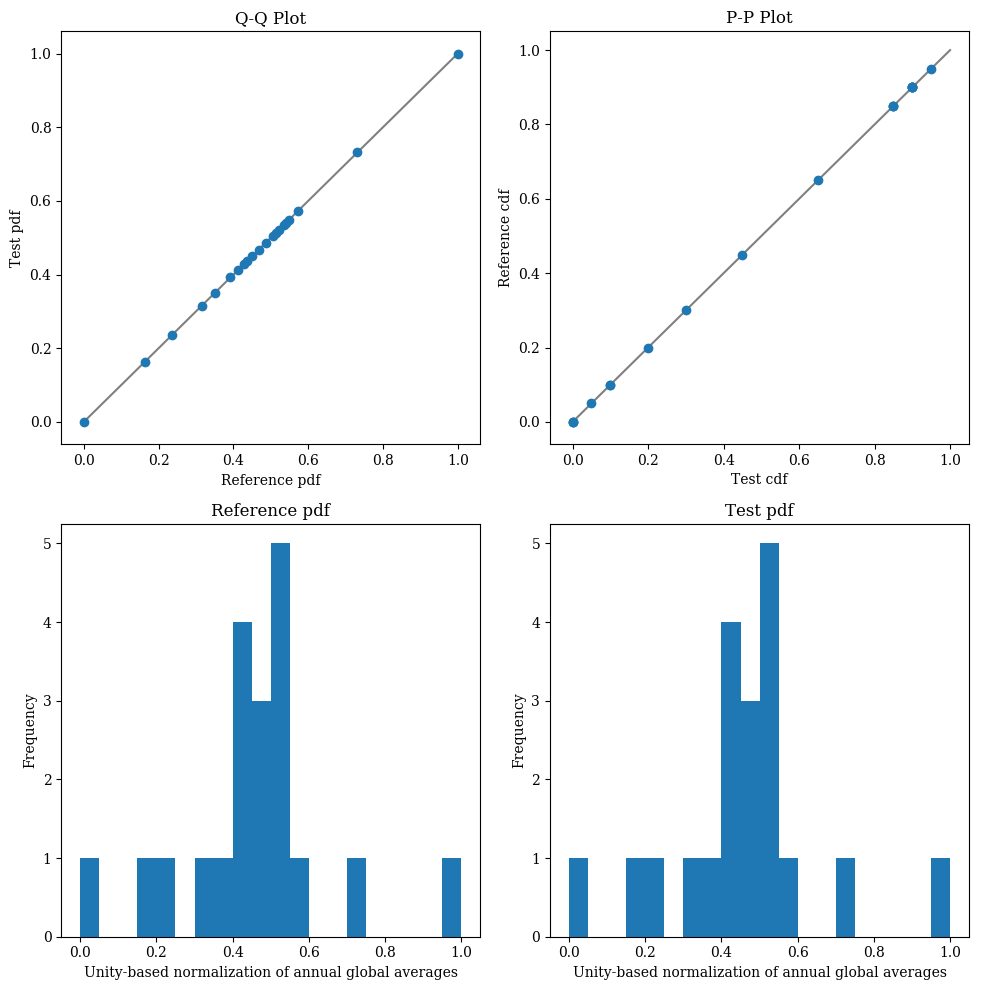 Q-Q Plot
1.0
0.8
0.6
0.4
0.2
0.0
Test pdf
0.0 0.2 0.4 0.6 0.8 1.0
Reference pdf
P-P Plot
1.0
0.8
0.6
0.4
0.2
0.0
Reference cdf
0.0 0.2 0.4 0.6 0.8 1.0
Test cdf
Reference pdf
5
4
3
2
1
0
Frequency
0.0 0.2 0.4 0.6 0.8 1.0
Unity-based normalization of annual global averages
Test pdf
5
4
3
2
1
0
Frequency
0.0 0.2 0.4 0.6 0.8 1.0
Unity-based normalization of annual global averages